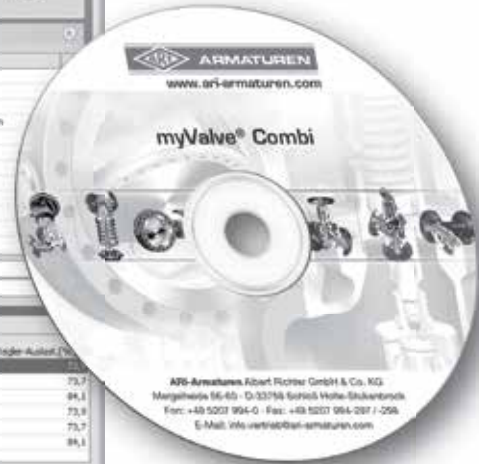 ARI ARMATUREN
www.ari-armaturen.com
myValve® Combi
ARI-Armaturen Albert Richter GmbH & Co. KG
Mergelheide 56-60 · D-33758 Schloß Holte-Stukenbrock
Fon: +49 5207 994-0 · Fax: +49 5207 994-297 / -298
E-Mail: info.vertrieb@ari-armaturen.com
73,7
84,1
73,9
73,7
84,1